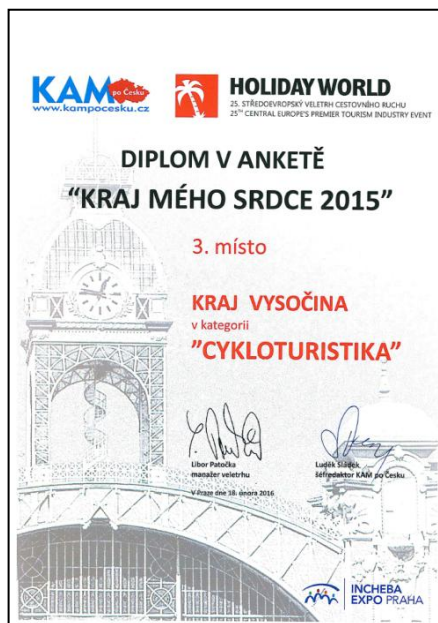 KAM po Česku
www.kampocesku.cz
HOLIDAY WORLD
25. STŘEDOEVROPSKÝ VELETRH CESTOVNÍHO RUCHU
25TH CENTRAL EUROPE'S PREMIER TOURISM INDUSTRY EVENT
DIPLOM V ANKETĚ
"KRAJ MÉHO SRDCE 2015"
3. místo
KRAJ VYSOČINA
v kategorii
"CYKLOTURISTIKA"
Libor Patočka
manažer veletrhu
Luděk Sládek
šéfredaktor KAM po Česku
V Praze dne 18. února 2016
INCHEBA
EXPO PRAHA